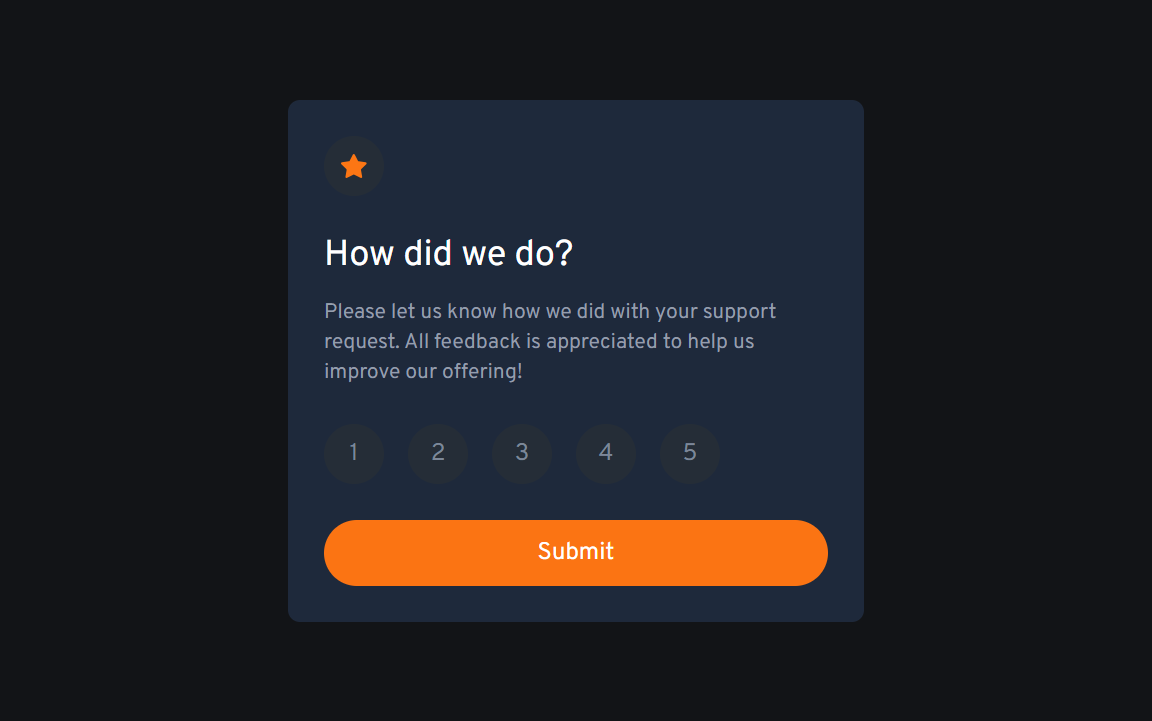 How did we do?
Please let us know how we did with your support
request. All feedback is appreciated to help us
improve our offering!
1 2 3 4 5
Submit